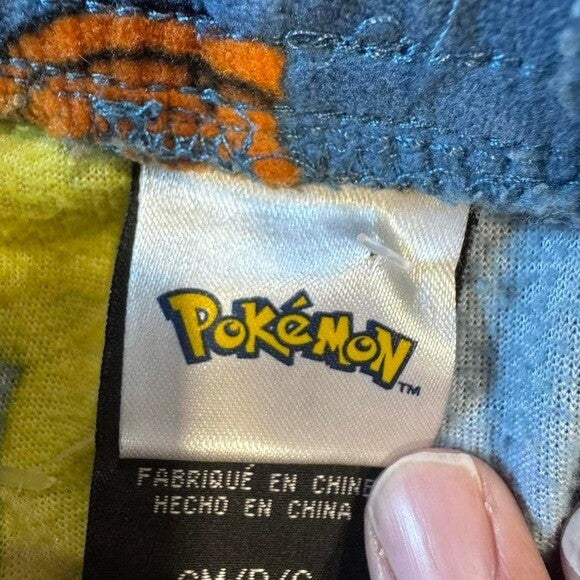 POKéMON™
FABRIQUÉ EN CHINE
HECHO EN CHINA